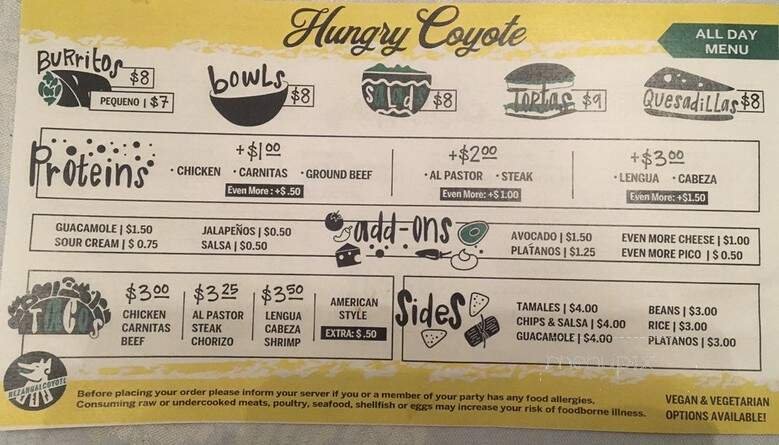 Hungry Coyote
ALL DAY
MENU
BURRITOS $8
PEQUENO | $7
BOWLS $8
SALADS $8
TORTAS $9
QUESADILLAS $8
PROTEINS
+$1.00
• CHICKEN • CARNITAS • GROUND BEEF
Even More: +$.50
+$2.00
• AL PASTOR • STEAK
Even More: +$1.00
+$3.00
• LENGUA • CABEZA
Even More: +$1.50
add-ons
GUACAMOLE | $1.50
SOUR CREAM | $ 0.75
JALAPEÑOS | $0.50
SALSA | $0.50
AVOCADO | $1.50
PLÁTANOS | $1.25
EVEN MORE CHEESE | $1.00
EVEN MORE PICO | $ 0.50
TACOS
$3.00
CHICKEN
CARNITAS
BEEF
$3.25
AL PASTOR
STEAK
CHORIZO
$3.50
LENGUA
CABEZA
SHRIMP
AMERICAN
STYLE
EXTRA: $.50
Sides
TAMALES | $4.00
CHIPS & SALSA | $4.00
GUACAMOLE | $4.00
BEANS | $3.00
RICE | $3.00
PLATANOS | $3.00
Before placing your order please inform your server if you or a member of your party has any food allergies.
Consuming raw or undercooked meats, poultry, seafood, shellfish or eggs may increase your risk of foodborne illness.
VEGAN & VEGETARIAN
OPTIONS AVAILABLE!